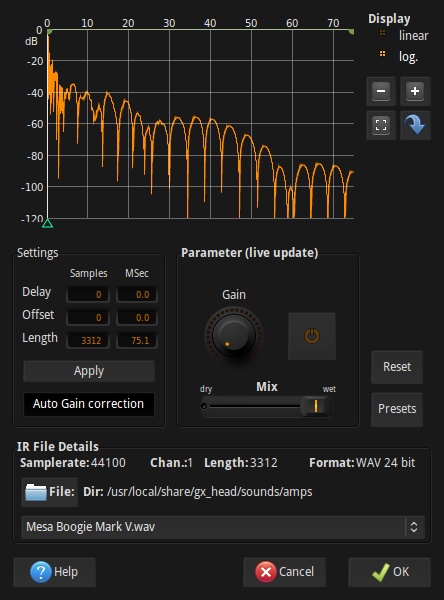 0 10 20 30 40 50 60 70
Display
0
dB
linear
log.
-20
-40
-60
-80
-100
-120
Settings
Parameter (live update)
Samples MSec
Delay 0 0.0
Offset 0 0.0
Length 3312 75.1
Gain
Apply
Auto Gain correction
dry Mix wet
Reset
Presets
IR File Details
Samplerate: 44100 Chan.:1 Length: 3312 Format: WAV 24 bit
File: Dir: /usr/local/share/gx_head/sounds/amps
Mesa Boogie Mark V.wav
Help Cancel OK